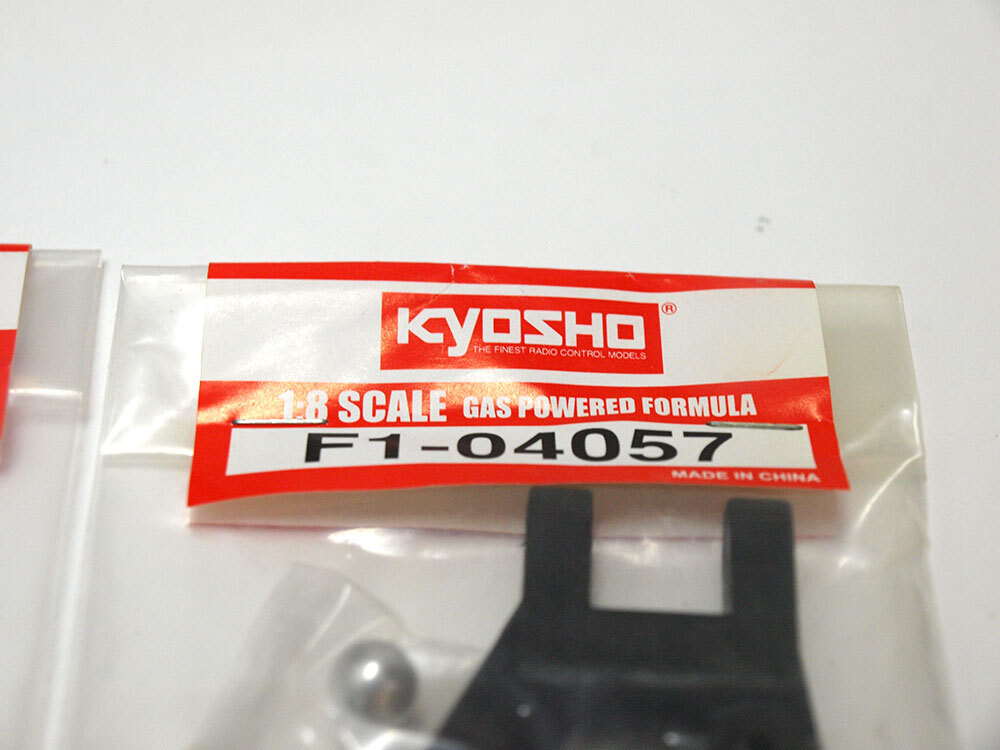 KYOSHO®
THE FINEST RADIO CONTROL MODELS
1:8 SCALE GAS POWERED FORMULA
F1-04057
MADE IN CHINA